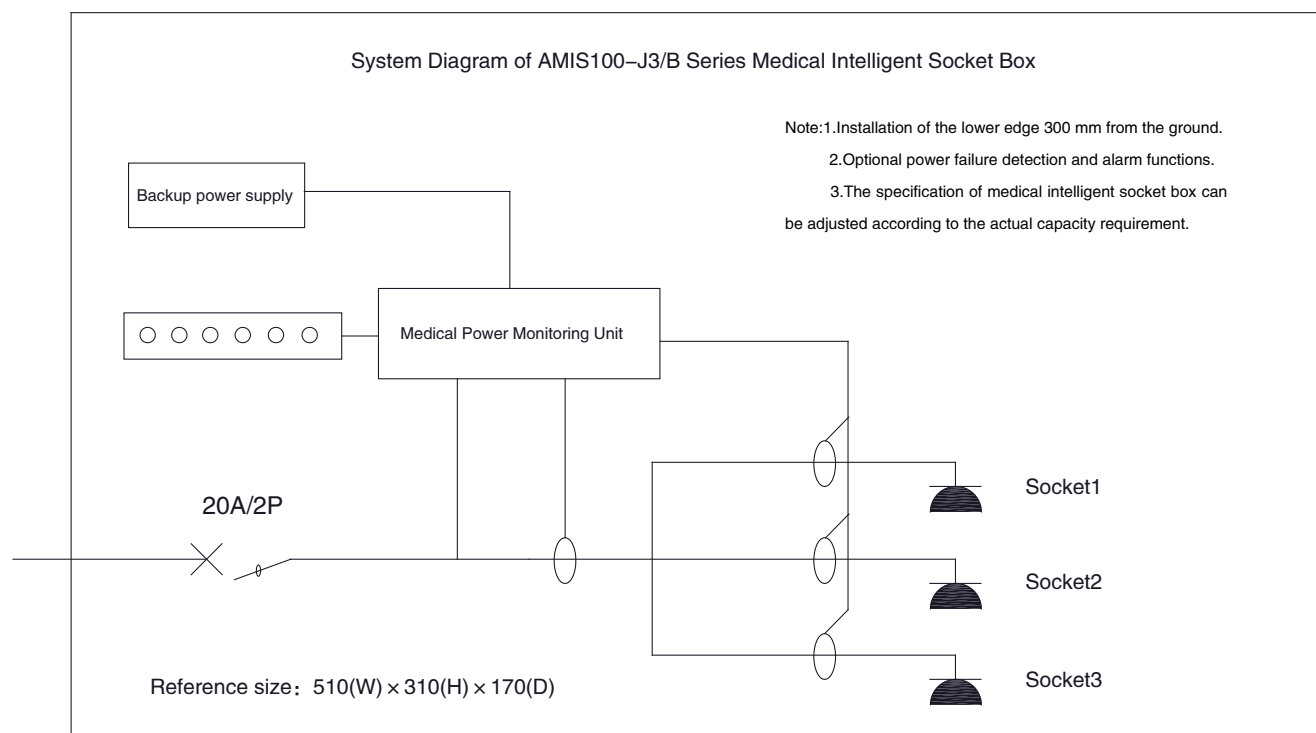 System Diagram of AMIS100-J3/B Series Medical Intelligent Socket Box
Note:1.Installation of the lower edge 300 mm from the ground.
2.Optional power failure detection and alarm functions.
3.The specification of medical intelligent socket box can
be adjusted according to the actual capacity requirement.
Backup power supply
Medical Power Monitoring Unit
Socket1
20A/2P
Socket2
Socket3
Reference size：510(W) × 310(H) × 170(D)